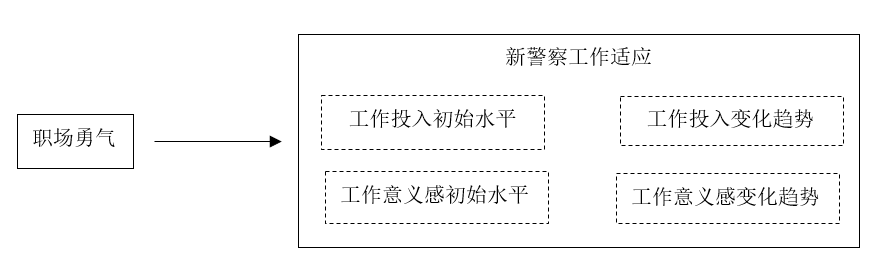 新警察工作适应
工作投入初始水平
工作投入变化趋势
职场勇气
工作意义感初始水平
工作意义感变化趋势